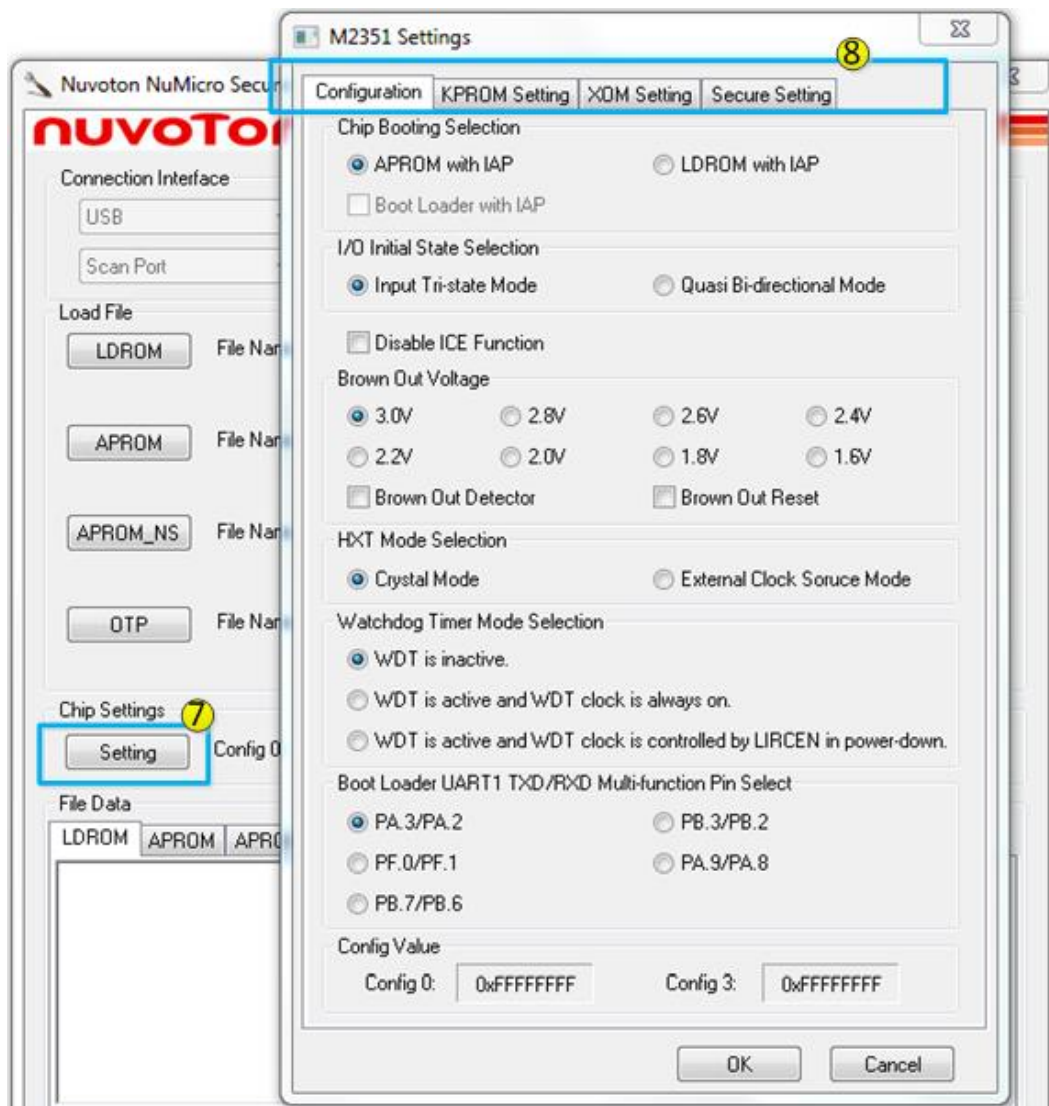 M2351 Settings
8
Nuvoton NuMicro Secur
Configuration KPROM Setting XOM Setting Secure Setting
nuvoTon
Chip Booting Selection
APROM with IAP LDROM with IAP
Boot Loader with IAP
Connection Interface
USB
Scan Port
I/O Initial State Selection
Input Tri-state Mode Quasi Bi-directional Mode
Load File
LDROM File Nam
Disable ICE Function
Brown Out Voltage
3.0V 2.8V 2.6V 2.4V
2.2V 2.0V 1.8V 1.6V
Brown Out Detector Brown Out Reset
APROM File Nam
APROM_NS File Nam
HXT Mode Selection
Crystal Mode External Clock Soruce Mode
OTP File Nam
Watchdog Timer Mode Selection
WDT is inactive.
WDT is active and WDT clock is always on.
WDT is active and WDT clock is controlled by LIRCEN in power-down.
Chip Settings 7
Setting Config 0
Boot Loader UART1 TXD/RXD Multi-function Pin Select
PA.3/PA.2 PB.3/PB.2
PF.0/PF.1 PA.9/PA.8
PB.7/PB.6
File Data
LDROM APROM APRO
Config Value
Config 0: 0xFFFFFFFF Config 3: 0xFFFFFFFF
OK Cancel